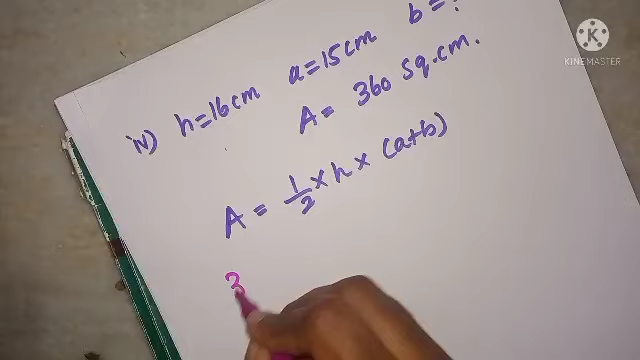 iv) h=16cm a=15cm b=?
A= 360 Sq.cm.
A = 1/2 × h × (a+b)
3
KINEMASTER